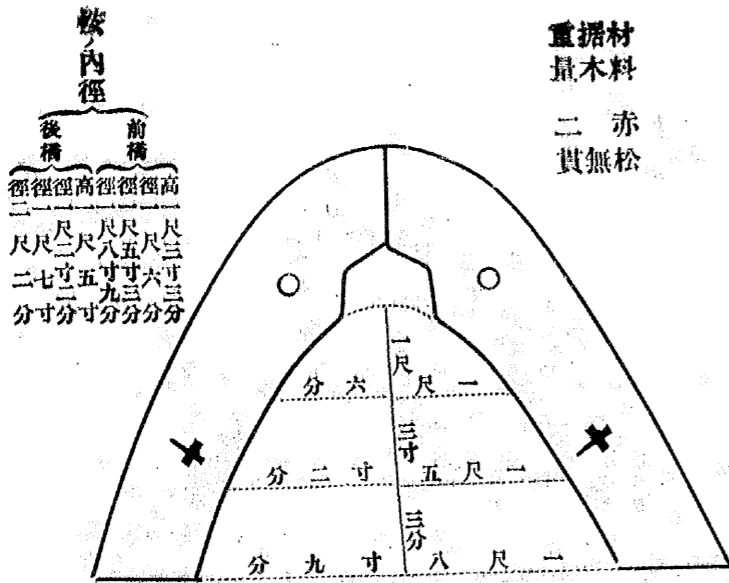 材料　赤松
据木　無
重量　二貫
鞍ノ内徑
前橋
高一尺三寸三分
徑一尺六分
徑一尺五寸三分
徑一尺八寸九分
後橋
高一尺五寸
徑一尺二寸二分
徑一尺七寸
徑二尺二分
一尺三寸三分
一尺六分
一尺五寸二分
一尺八寸九分